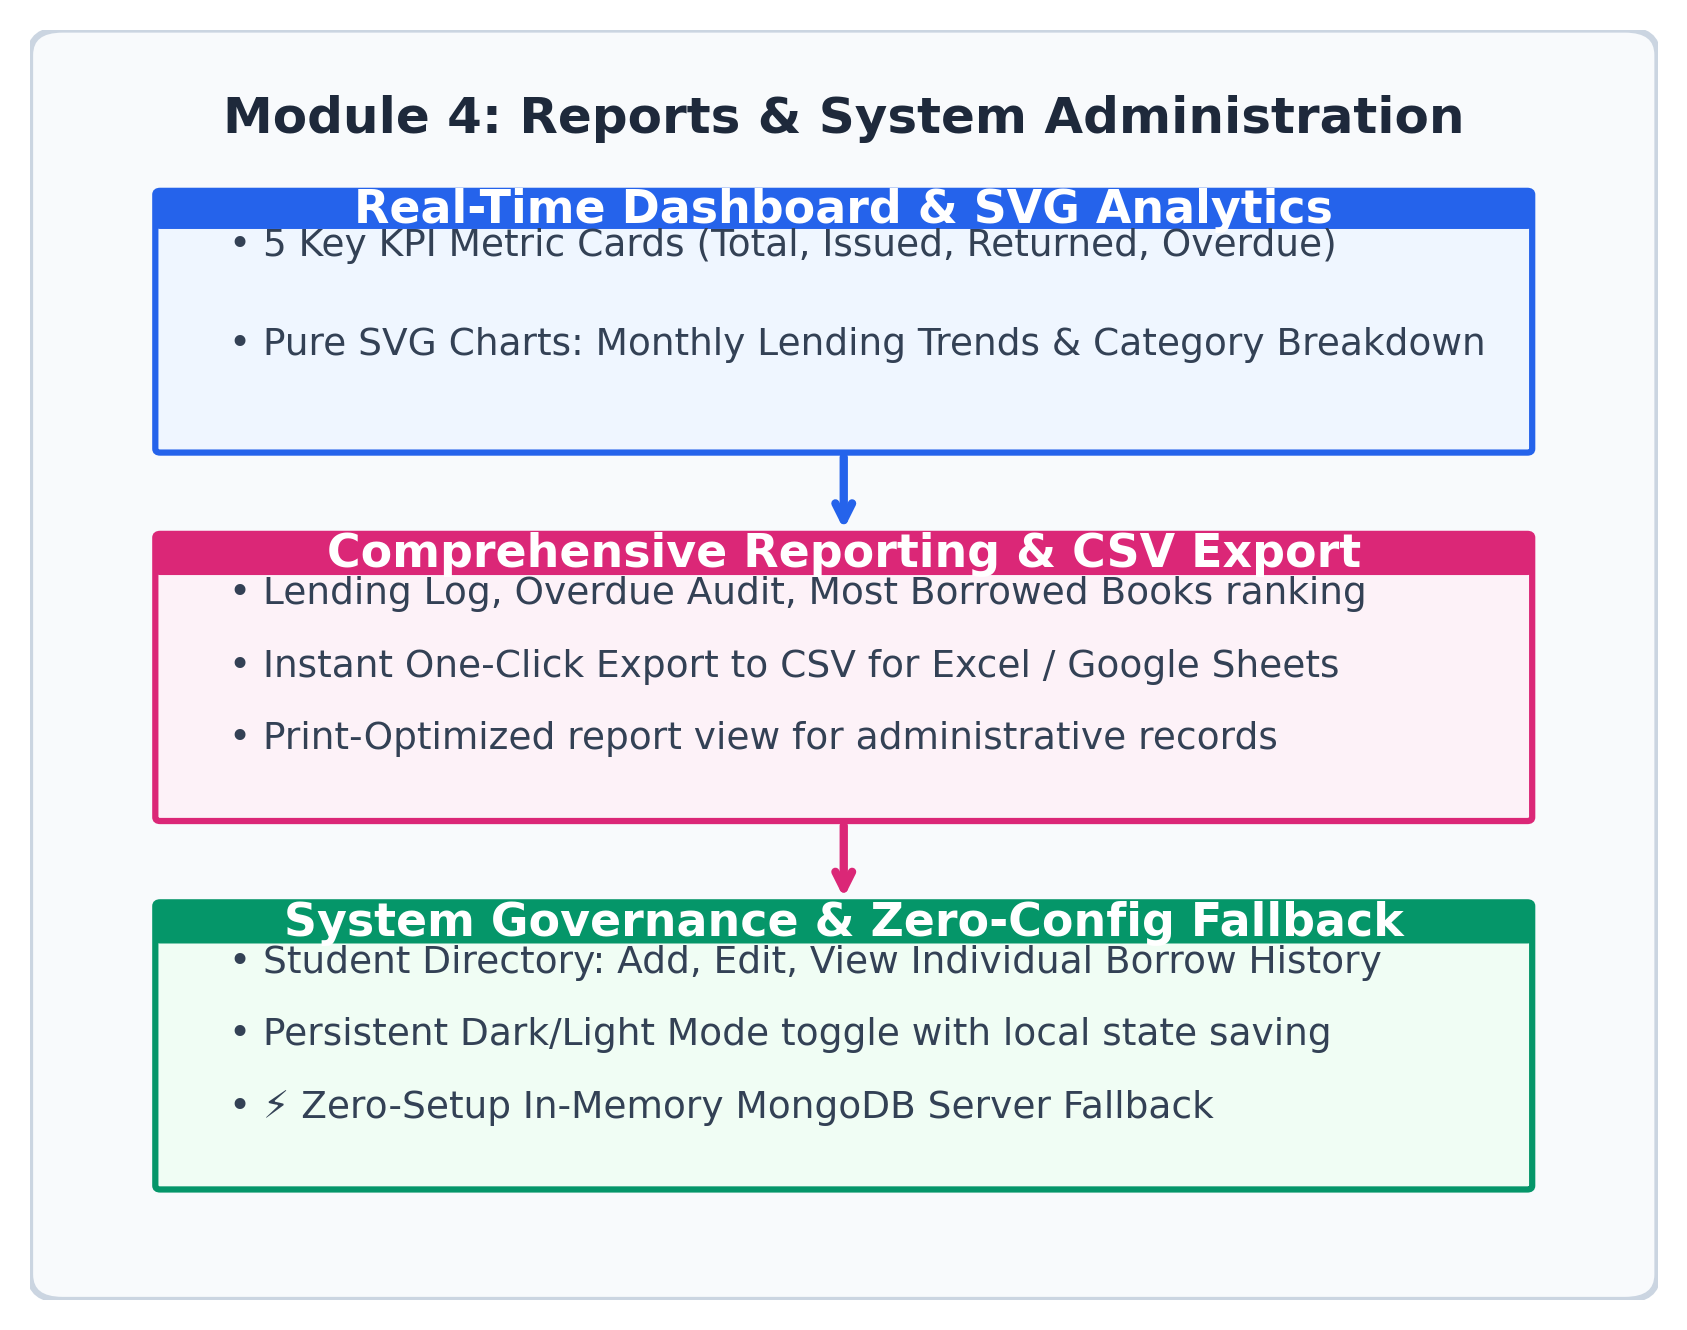 Module 4: Reports & System Administration
Real-Time Dashboard & SVG Analytics
• 5 Key KPI Metric Cards (Total, Issued, Returned, Overdue)
• Pure SVG Charts: Monthly Lending Trends & Category Breakdown
Comprehensive Reporting & CSV Export
• Lending Log, Overdue Audit, Most Borrowed Books ranking
• Instant One-Click Export to CSV for Excel / Google Sheets
• Print-Optimized report view for administrative records
System Governance & Zero-Config Fallback
• Student Directory: Add, Edit, View Individual Borrow History
• Persistent Dark/Light Mode toggle with local state saving
• ⚡ Zero-Setup In-Memory MongoDB Server Fallback